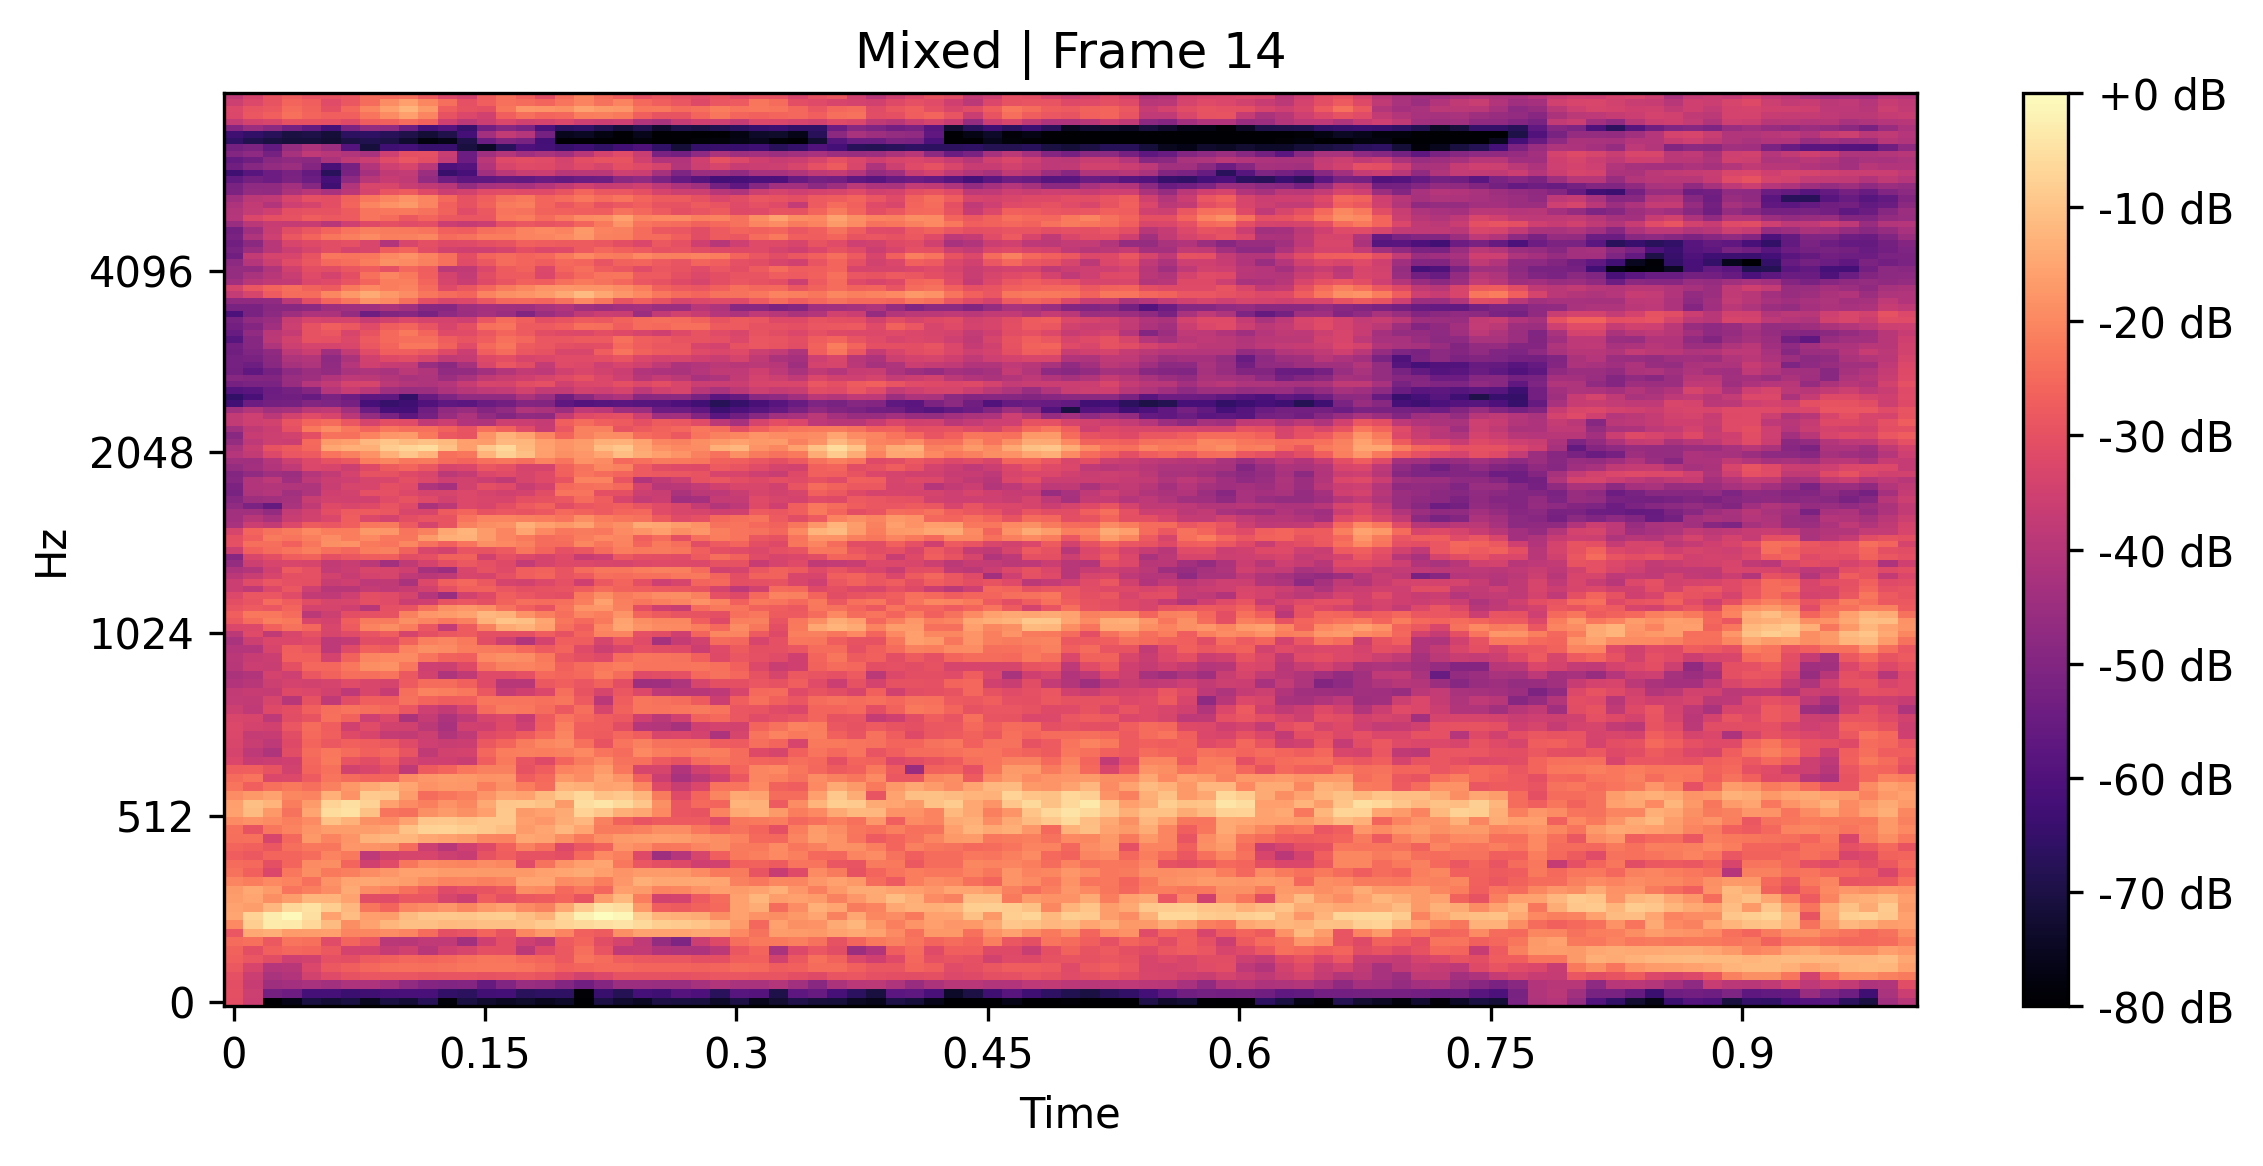 Mixed | Frame 14
Hz
4096
2048
1024
512
0
0 0.15 0.3 0.45 0.6 0.75 0.9
Time
+0 dB
-10 dB
-20 dB
-30 dB
-40 dB
-50 dB
-60 dB
-70 dB
-80 dB